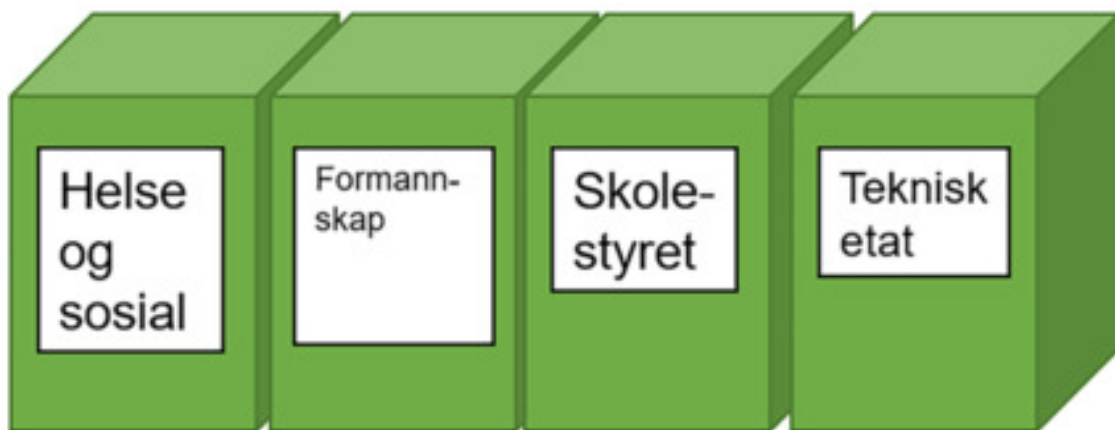 Helse
og
sosial
Formann-
skap
Skole-
styret
Teknisk
etat